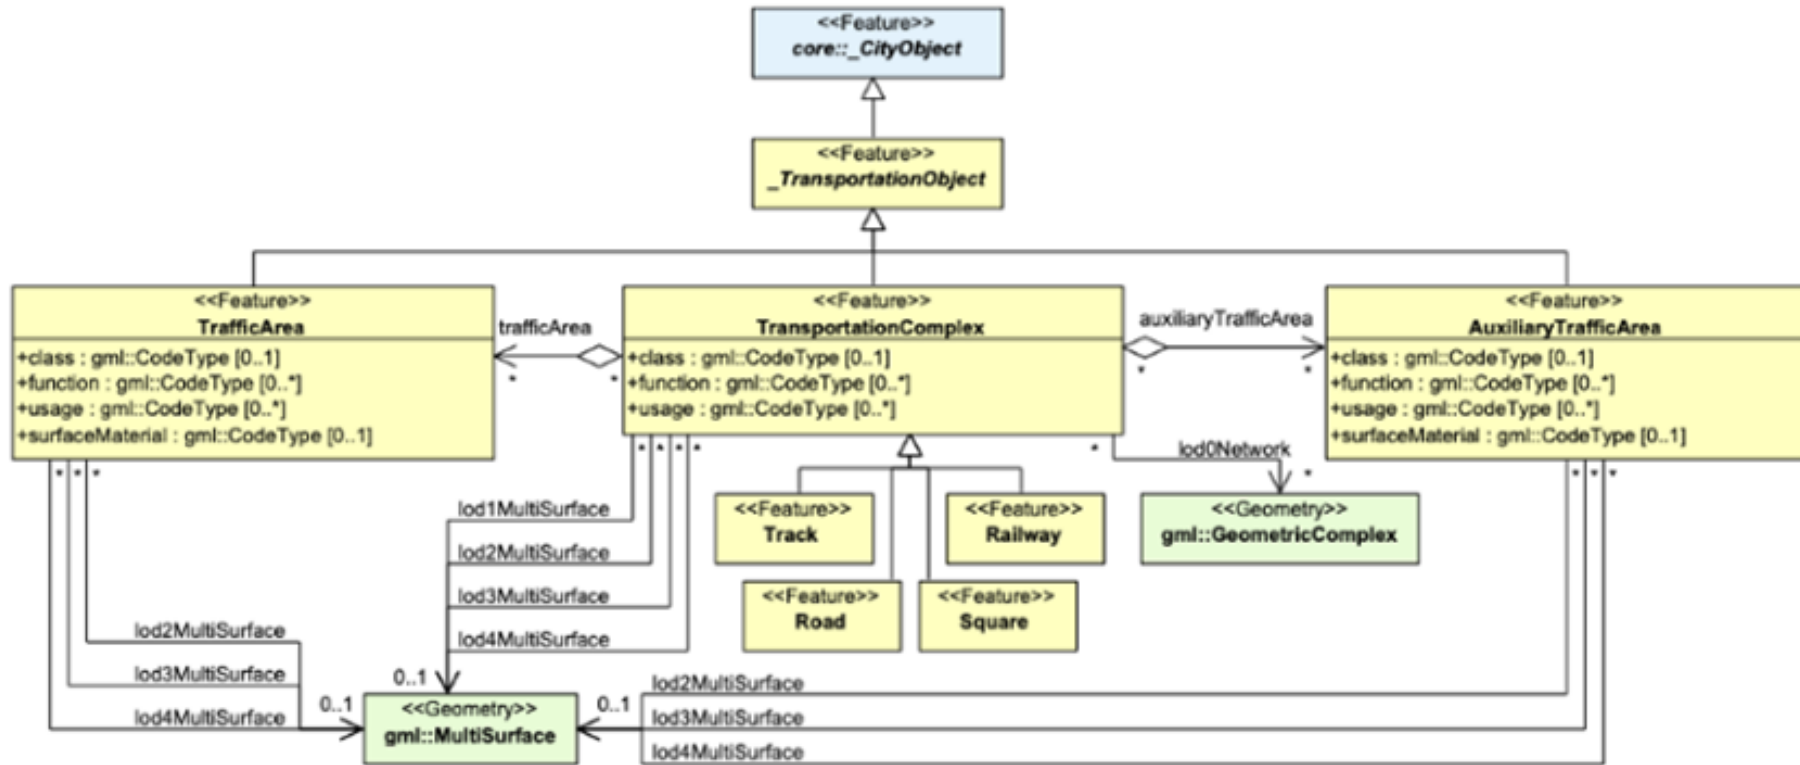 <<Feature>>
core::_CityObject
<<Feature>>
_TransportationObject
<<Feature>>
TrafficArea
+class : gml::CodeType [0..1]
+function : gml::CodeType [0..*]
+usage : gml::CodeType [0..*]
+surfaceMaterial : gml::CodeType [0..1]
trafficArea
*
*
<<Feature>>
TransportationComplex
+class : gml::CodeType [0..1]
+function : gml::CodeType [0..*]
+usage : gml::CodeType [0..*]
auxiliaryTrafficArea
*
*
<<Feature>>
AuxiliaryTrafficArea
+class : gml::CodeType [0..1]
+function : gml::CodeType [0..*]
+usage : gml::CodeType [0..*]
+surfaceMaterial : gml::CodeType [0..1]
* * *
* * * *
*
lod0Network
*
* * *
lod1MultiSurface
lod2MultiSurface
lod3MultiSurface
lod4MultiSurface
<<Feature>>
Track
<<Feature>>
Railway
<<Geometry>>
gml::GeometricComplex
<<Feature>>
Road
<<Feature>>
Square
lod2MultiSurface
lod3MultiSurface
lod4MultiSurface
0..1
0..1
0..1
<<Geometry>>
gml::MultiSurface
lod2MultiSurface
lod3MultiSurface
lod4MultiSurface